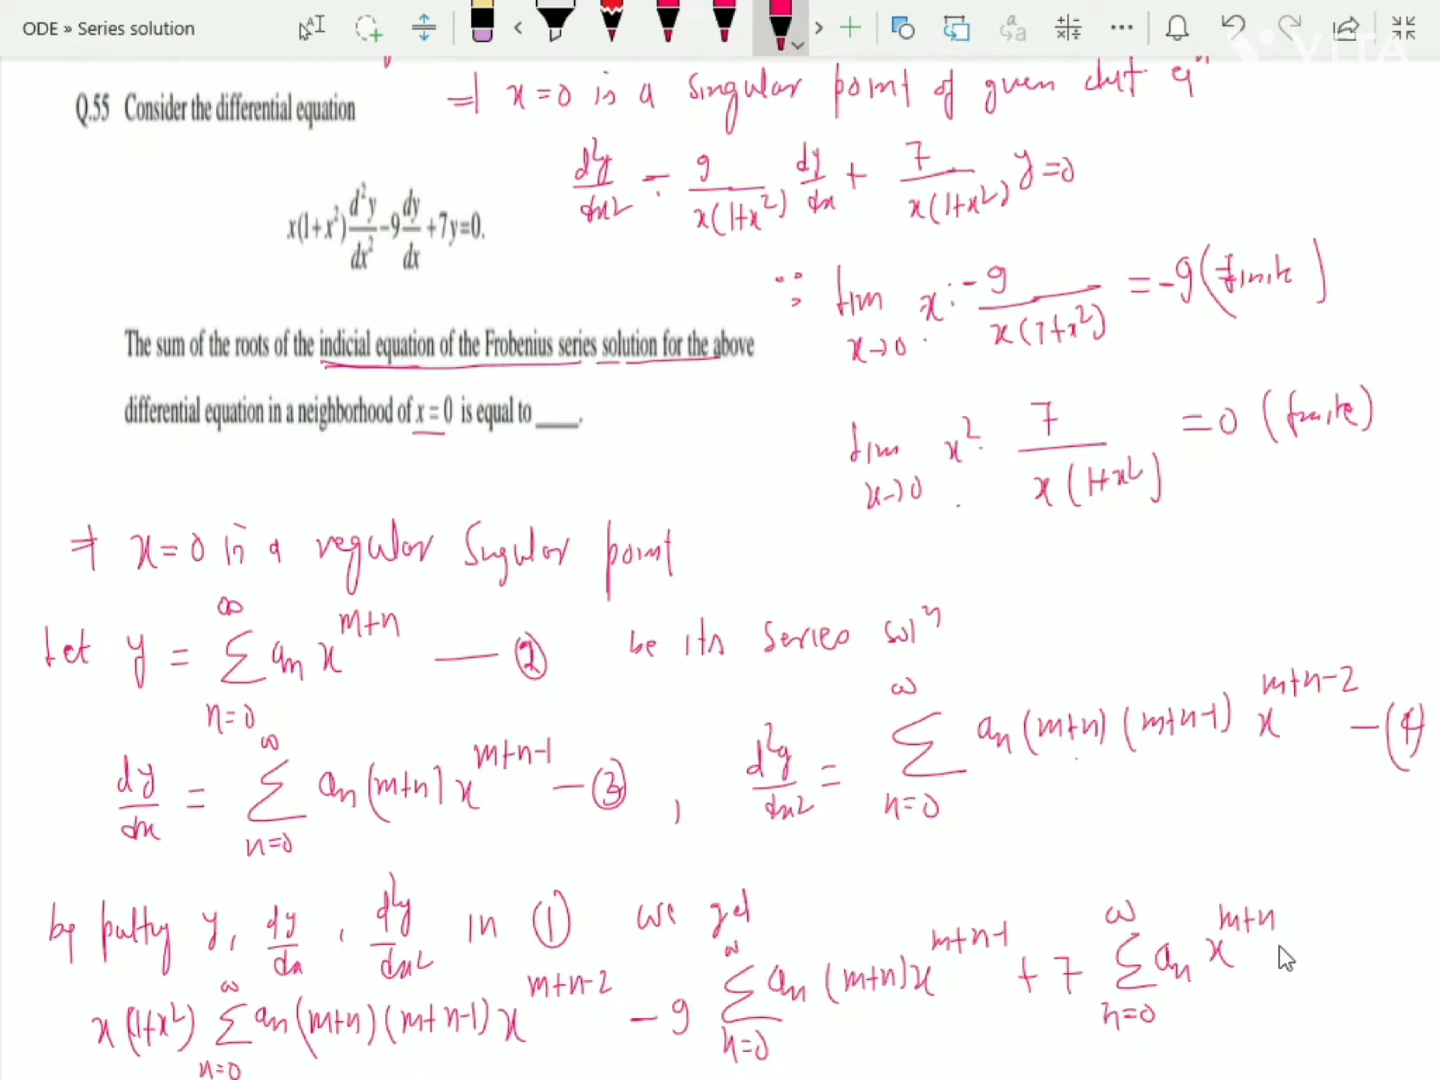 ODE » Series solution
VITA
⇒ x=0 is a singular point of given diff eqⁿ
Q.55 Consider the differential equation
d²y/dx² - 9/(x(1+x²)) dy/dx + 7/(x(1+x²)) y=0
x(1+x²) d²y/dx² -9 dy/dx +7y=0.
∵ lim x→0 x · -9/(x(1+x²)) = -9 (finite)
The sum of the roots of the indicial equation of the Frobenius series solution for the above
differential equation in a neighborhood of x = 0 is equal to ____.
lim x→0 x² · 7/(x(1+x²)) = 0 (finite)
⇒ x=0 is a regular singular point
Let y = ∑_{n=0}^{∞} aₙ x^{m+n} — ② be its series solⁿ
dy/dx = ∑_{n=0}^{∞} aₙ (m+n) x^{m+n-1} — ③ , d²y/dx² = ∑_{n=0}^{∞} aₙ (m+n) (m+n-1) x^{m+n-2} — (4)
by putting y, dy/dx, d²y/dx² in ① we get
x(1+x²) ∑_{n=0}^{∞} aₙ (m+n) (m+n-1) x^{m+n-2} - 9 ∑_{n=0}^{∞} aₙ (m+n) x^{m+n-1} + 7 ∑_{n=0}^{∞} aₙ x^{m+n}